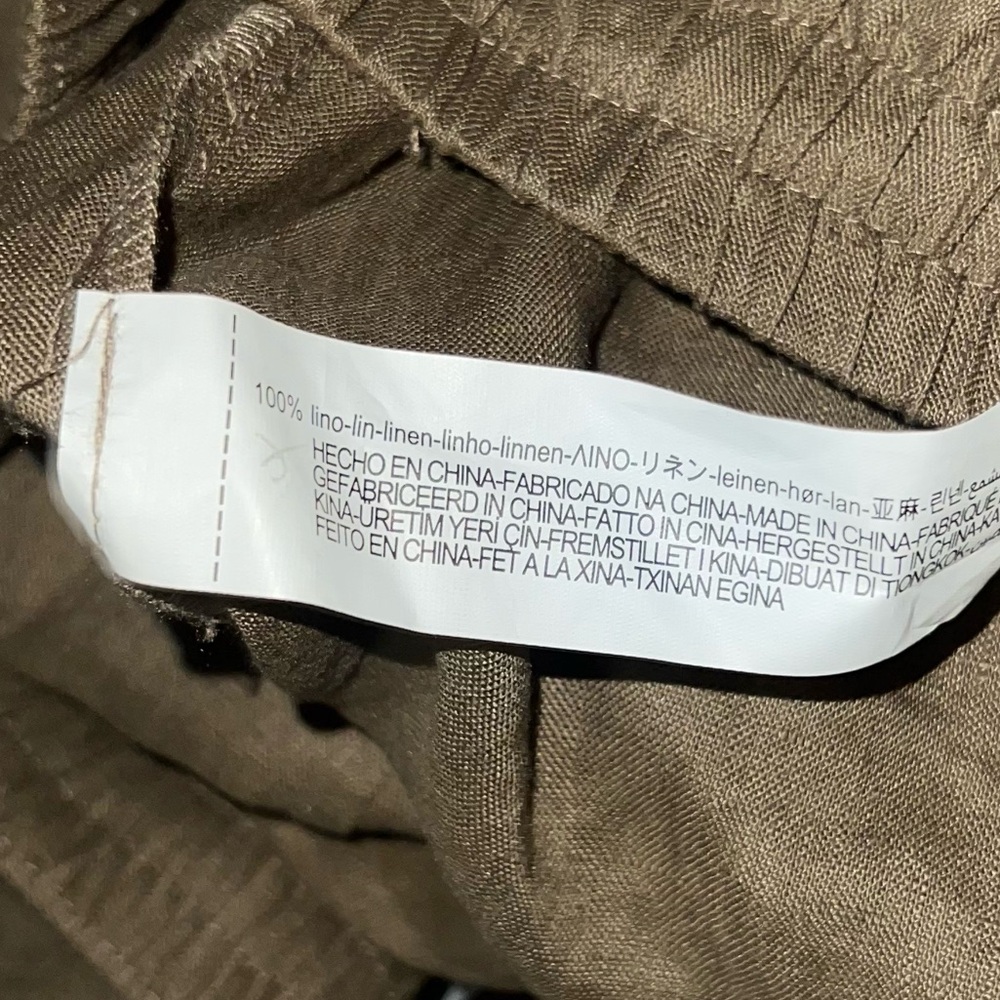 100% lino-lin-linen-linho-linnen-ΛΙΝΟ-リネン-leinen-hør-lan-亚麻-린넨-
HECHO EN CHINA-FABRICADO NA CHINA-MADE IN CHINA-FABRIQUE
GEFABRICEERD IN CHINA-FATTO IN CINA-HERGESTELLT IN CHINA-KA
KINA-ÜRETİM YERİ ÇİN-FREMSTILLET I KINA-DIBUAT DI TIONGKOK-
FEITO EN CHINA-FET A LA XINA-TXINAN EGINA